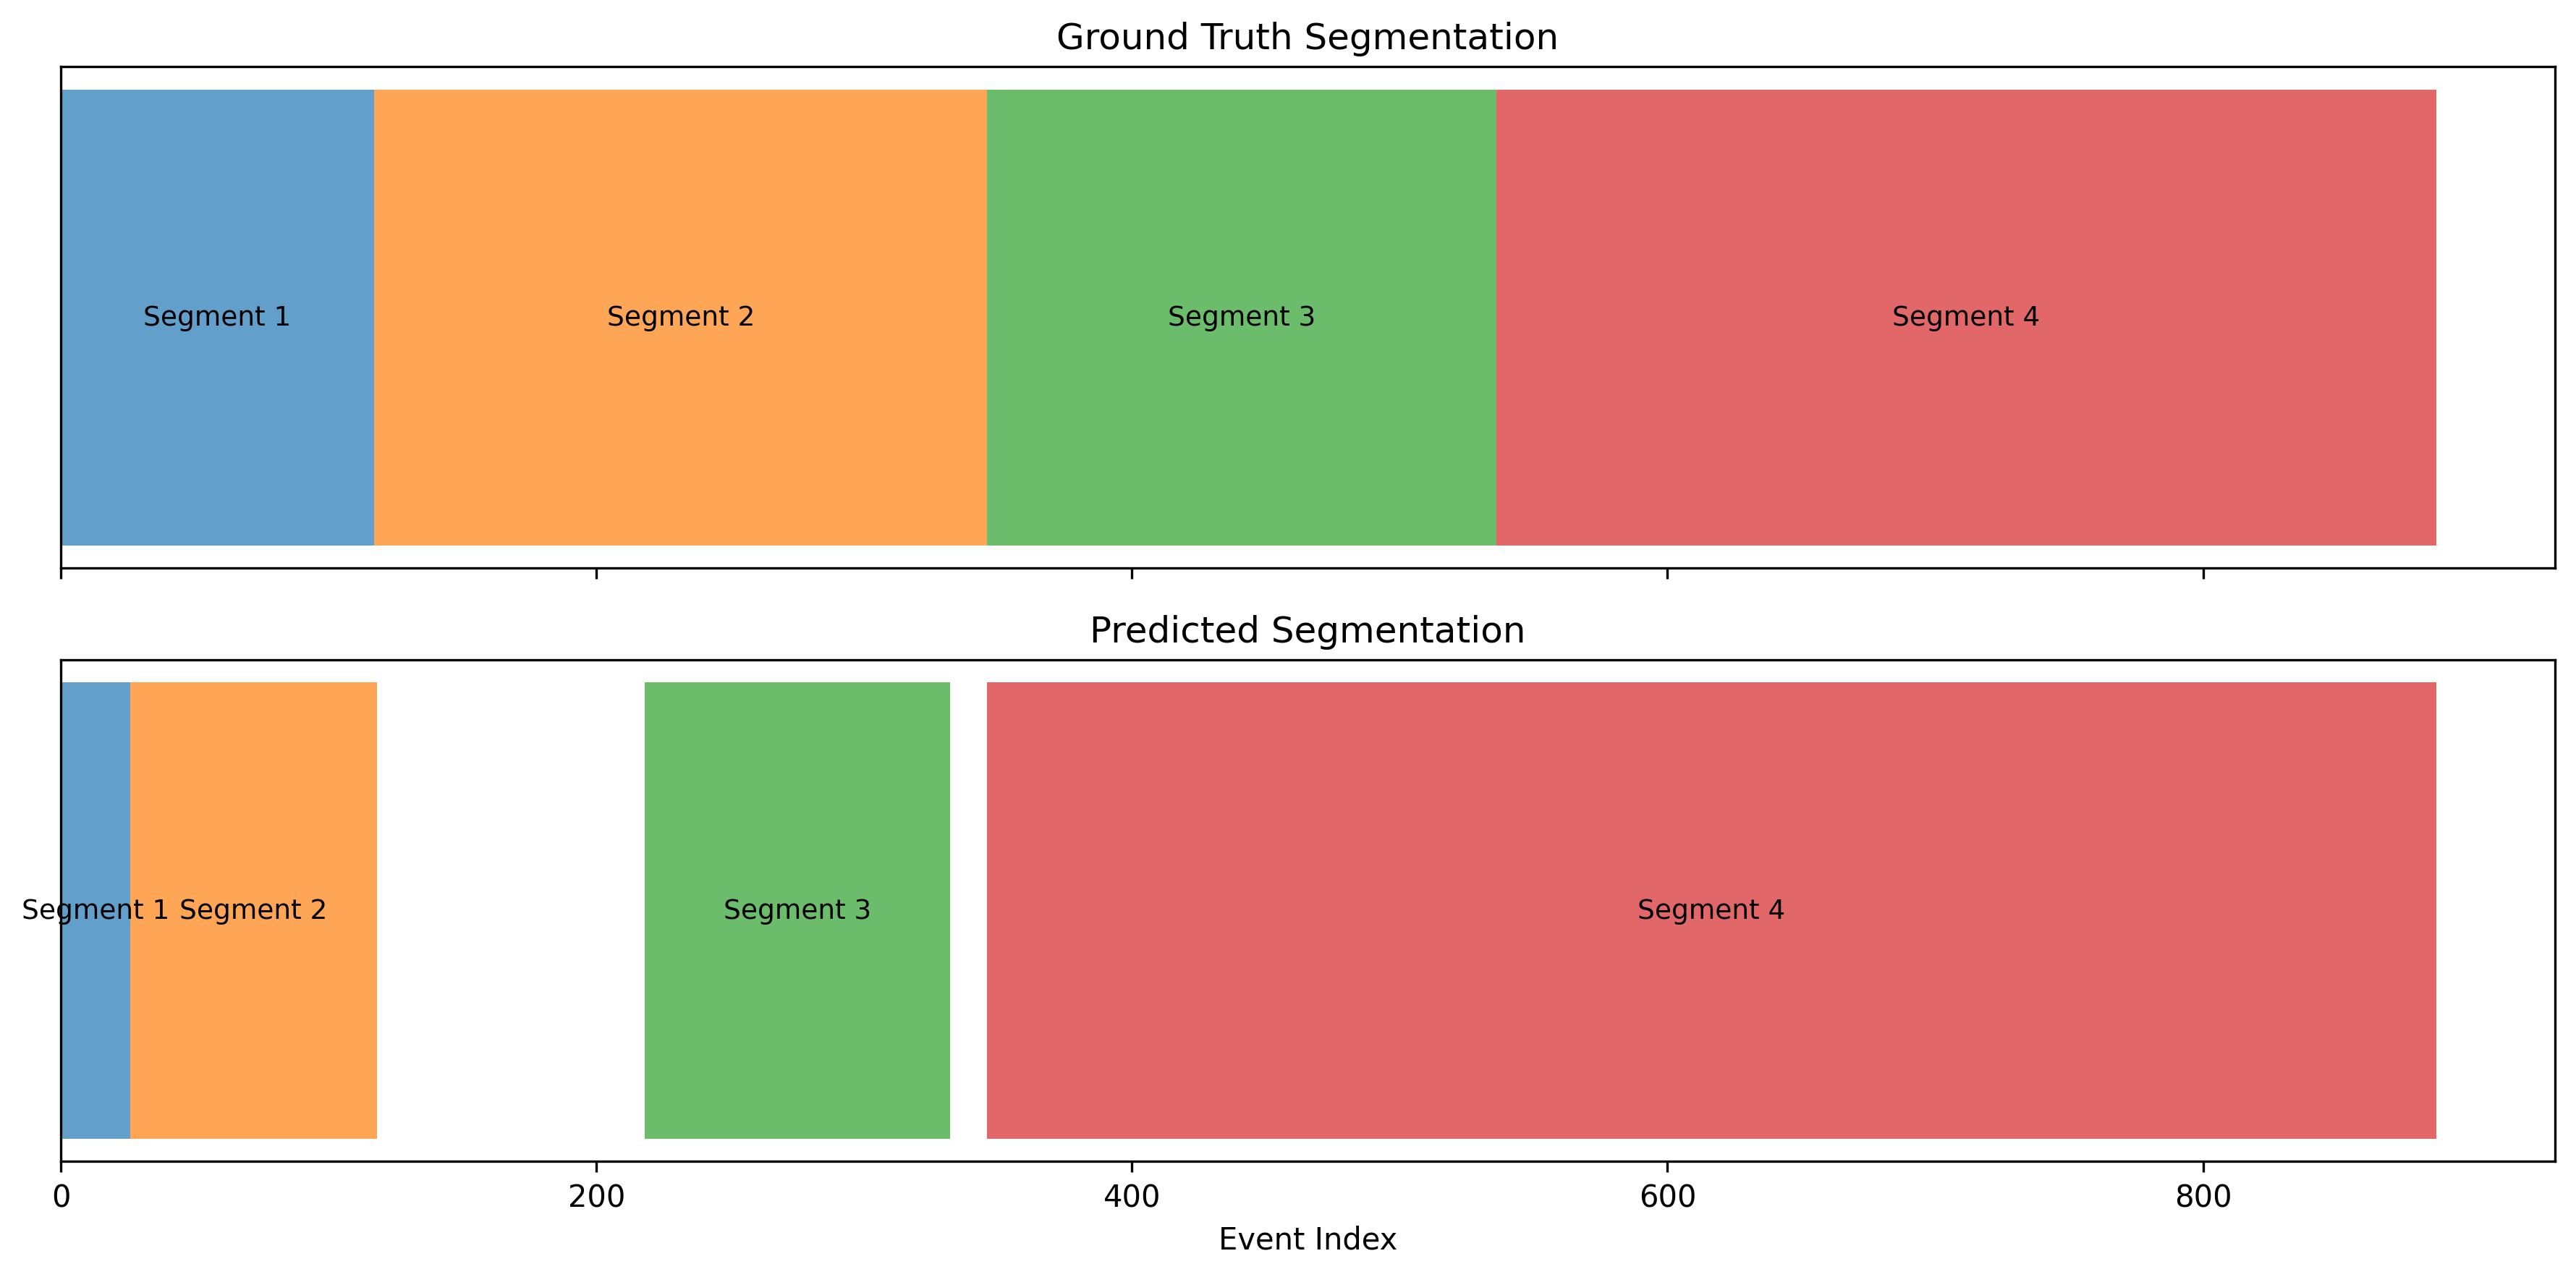 Ground Truth Segmentation
Segment 1 Segment 2 Segment 3 Segment 4
Predicted Segmentation
Segment 1 Segment 2 Segment 3 Segment 4
0 200 400 600 800
Event Index